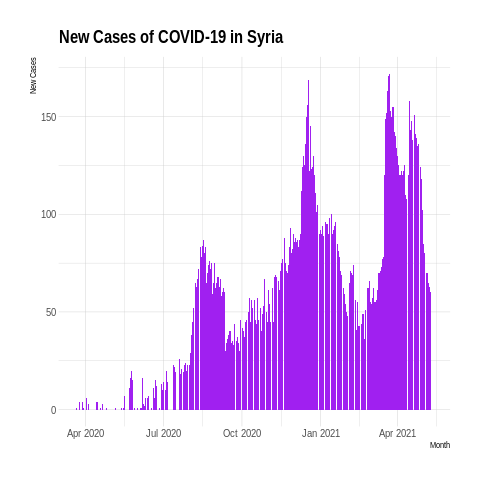 New Cases of COVID-19 in Syria
New Cases
150
100
50
0
Apr 2020 Jul 2020 Oct 2020 Jan 2021 Apr 2021
Month